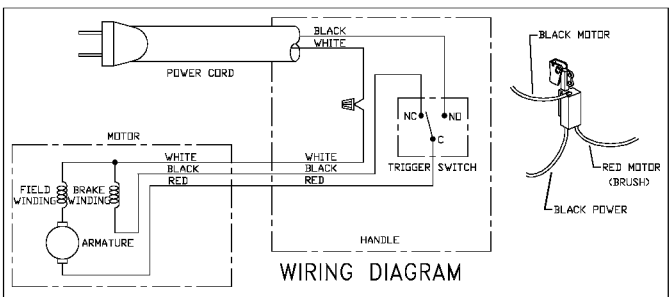 BLACK
WHITE
POWER CORD
BLACK MOTOR
NC
NO
C
TRIGGER SWITCH
RED MOTOR
(BRUSH)
BLACK POWER
MOTOR
WHITE
BLACK
RED
WHITE
BLACK
RED
FIELD
WINDING
BRAKE
WINDING
ARMATURE
HANDLE
WIRING DIAGRAM